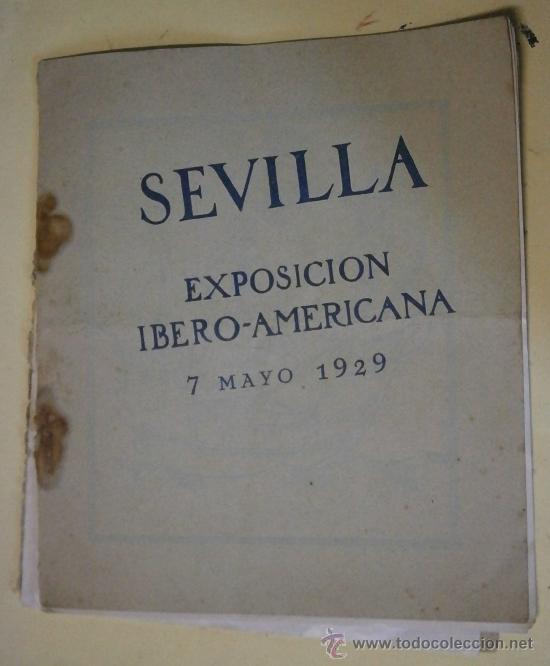 SEVILLA
EXPOSICION
IBERO-AMERICANA
7 MAYO 1929
www.todocoleccion.net